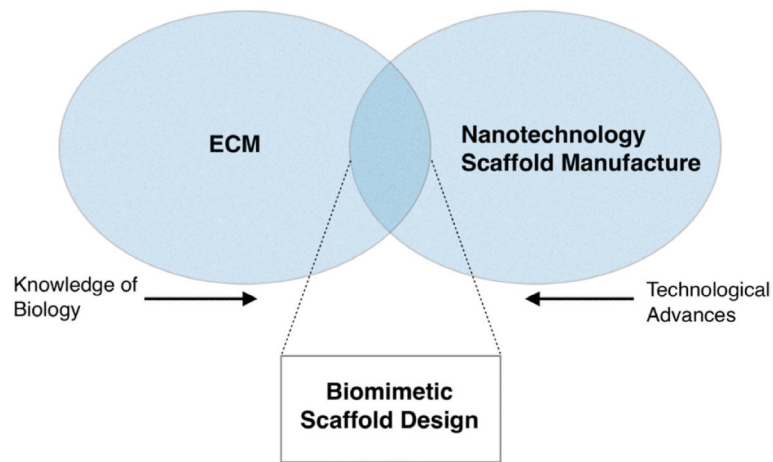 ECM
Nanotechnology
Scaffold Manufacture
Knowledge of
Biology
Technological
Advances
Biomimetic
Scaffold Design